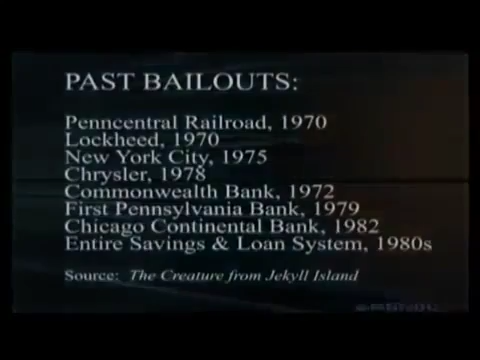 PAST BAILOUTS:
Penncentral Railroad, 1970
Lockheed, 1970
New York City, 1975
Chrysler, 1978
Commonwealth Bank, 1972
First Pennsylvania Bank, 1979
Chicago Continental Bank, 1982
Entire Savings & Loan System, 1980s
Source: The Creature from Jekyll Island